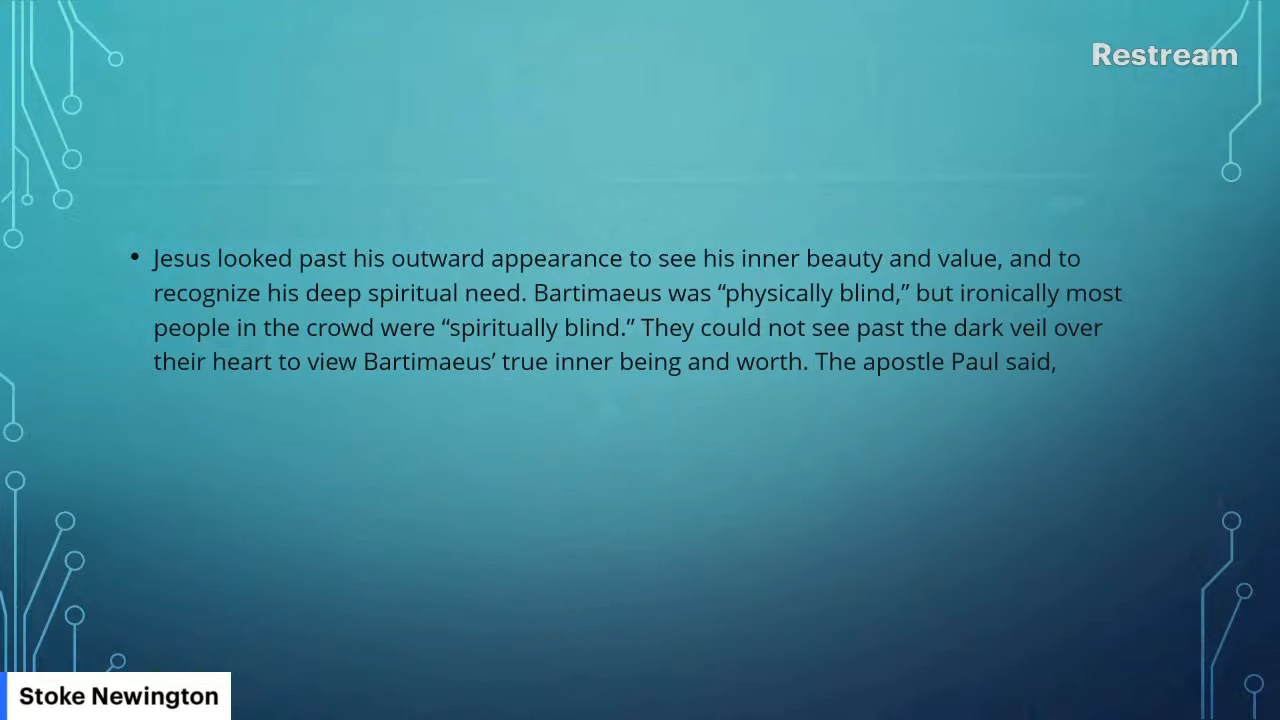 Restream
• Jesus looked past his outward appearance to see his inner beauty and value, and to
recognize his deep spiritual need. Bartimaeus was “physically blind,” but ironically most
people in the crowd were “spiritually blind.” They could not see past the dark veil over
their heart to view Bartimaeus’ true inner being and worth. The apostle Paul said,
Stoke Newington